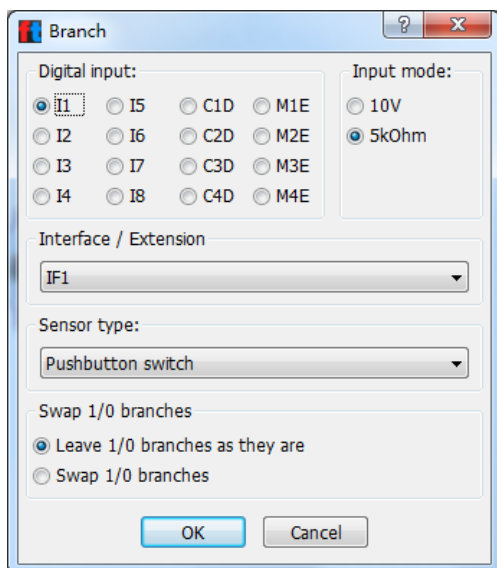 Branch
Digital input:
I1 I5 C1D M1E
I2 I6 C2D M2E
I3 I7 C3D M3E
I4 I8 C4D M4E
Input mode:
10V
5kOhm
Interface / Extension
IF1
Sensor type:
Pushbutton switch
Swap 1/0 branches
Leave 1/0 branches as they are
Swap 1/0 branches
OK Cancel